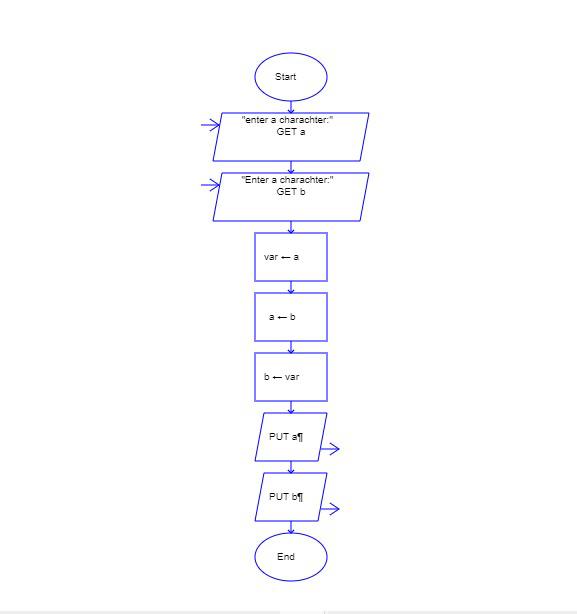 Start
"enter a charachter:"
GET a
"Enter a charachter:"
GET b
var ← a
a ← b
b ← var
PUT a¶
PUT b¶
End